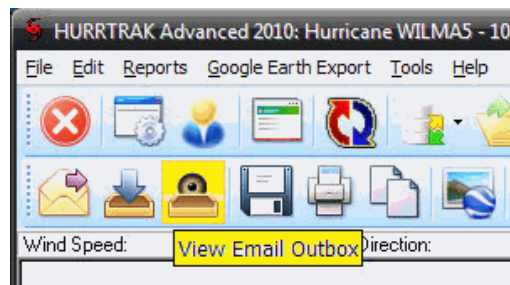 HURRTRAK Advanced 2010: Hurricane WILMA5 - 10
File Edit Reports Google Earth Export Tools Help
Wind Speed: View Email Outbox Direction: